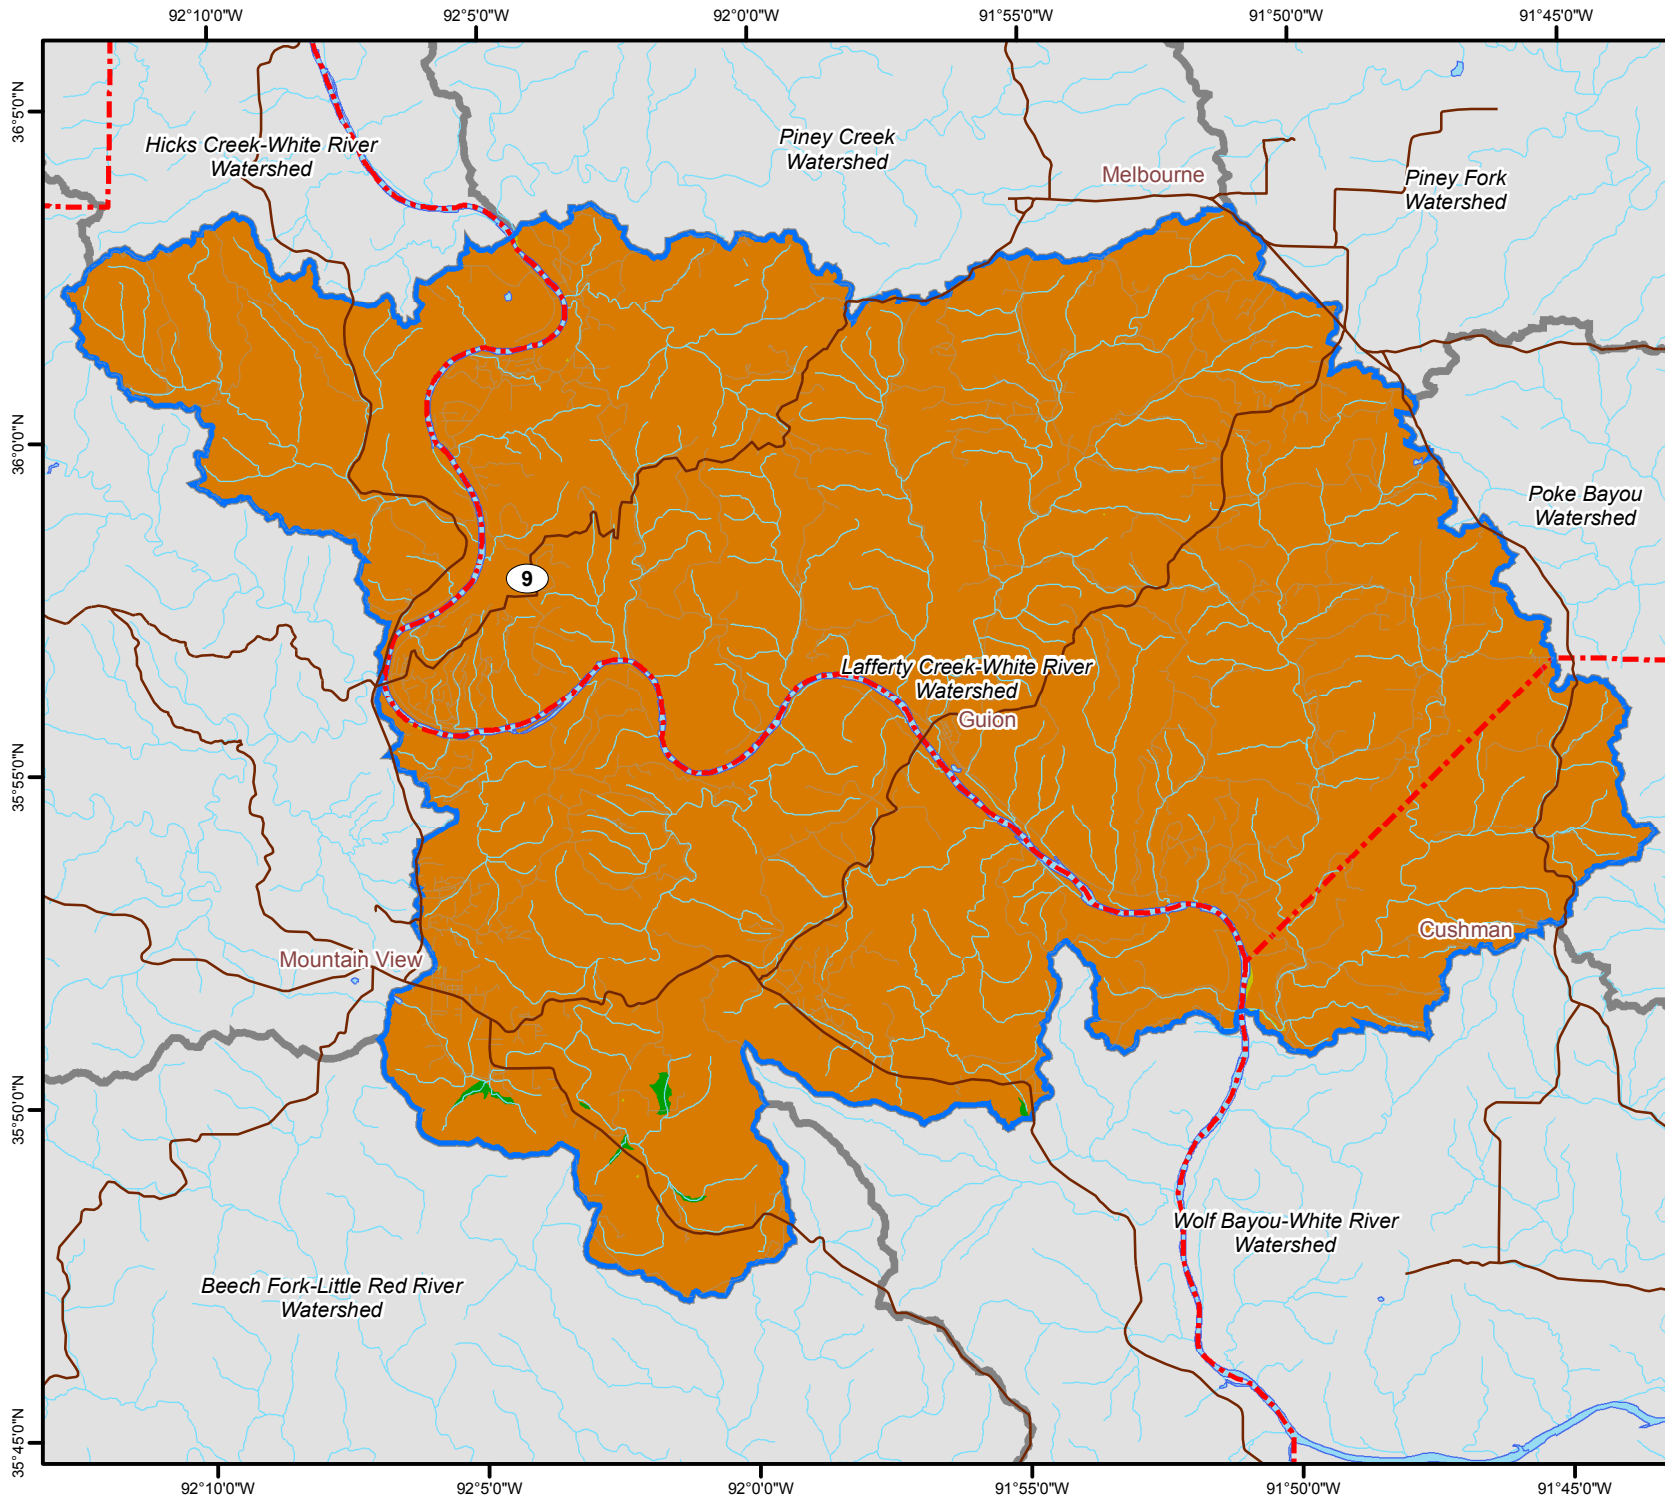 92°10'0"W
92°5'0"W
92°0'0"W
91°55'0"W
91°50'0"W
91°45'0"W
36°5'0"N
Hicks Creek-White River
Watershed
Piney Creek
Watershed
Melbourne
Piney Fork
Watershed
36°0'0"N
Poke Bayou
Watershed
9
Lafferty Creek-White River
Watershed
Guion
35°55'0"N
Cushman
Mountain View
35°50'0"N
Wolf Bayou-White River
Watershed
Beech Fork-Little Red River
Watershed
35°45'0"N
92°10'0"W
92°5'0"W
92°0'0"W
91°55'0"W
91°50'0"W
91°45'0"W